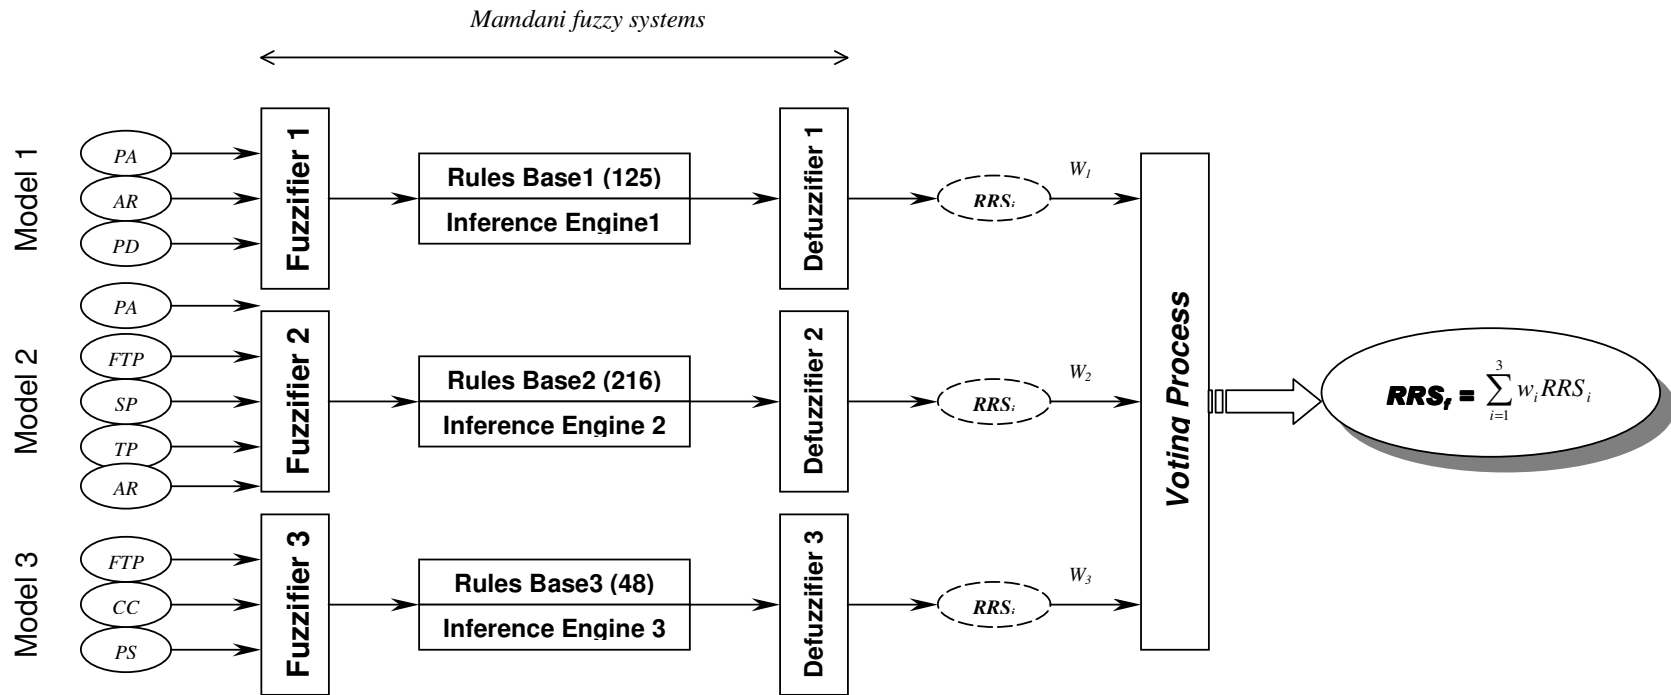 Mamdani fuzzy systems
Model 1
PA
AR
PD
Fuzzifier 1
Rules Base1 (125)
Inference Engine1
Defuzzifier 1
RRSi
W1
Model 2
PA
FTP
SP
TP
AR
Fuzzifier 2
Rules Base2 (216)
Inference Engine 2
Defuzzifier 2
RRSi
W2
Model 3
FTP
CC
PS
Fuzzifier 3
Rules Base3 (48)
Inference Engine 3
Defuzzifier 3
RRSi
W3
Voting Process
RRSf = ∑_{i=1}^{3} wi RRSi